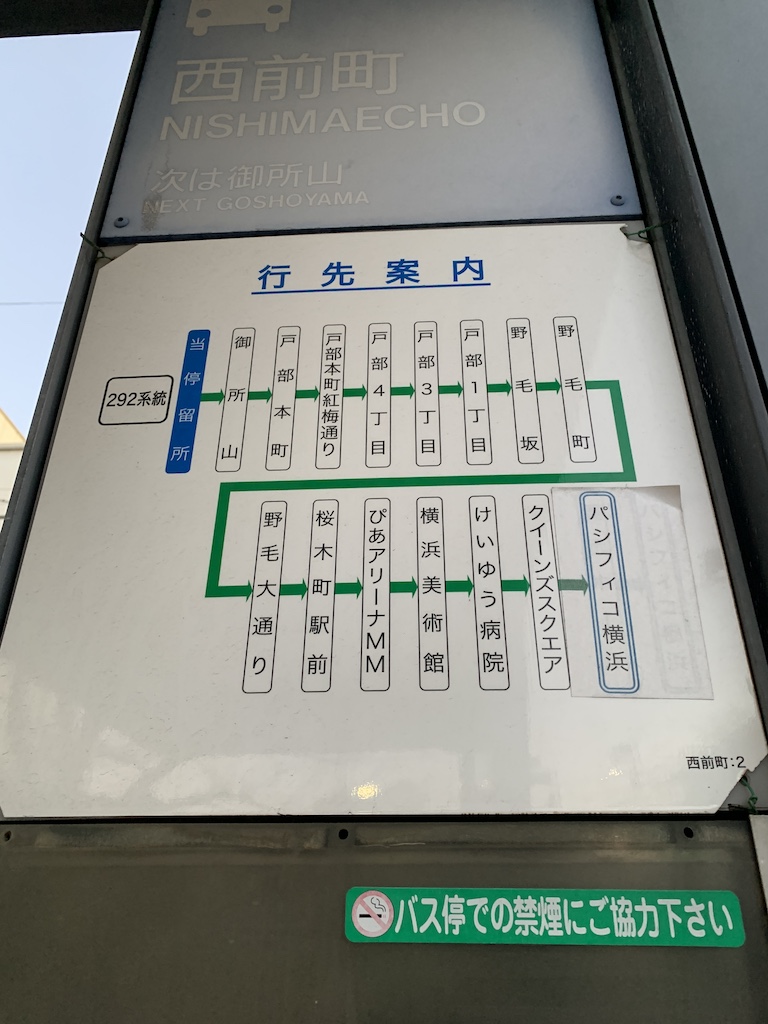 西前町
NISHIMAECHO
次は御所山
NEXT GOSHOYAMA
行先案内
292系統
当停留所
御所山
戸部本町
戸部本町紅梅通り
戸部4丁目
戸部3丁目
戸部1丁目
野毛坂
野毛町
野毛大通り
桜木町駅前
ぴあアリーナMM
横浜美術館
けいゆう病院
クイーンズスクエア
パシフィコ横浜
西前町:2
バス停での禁煙にご協力下さい